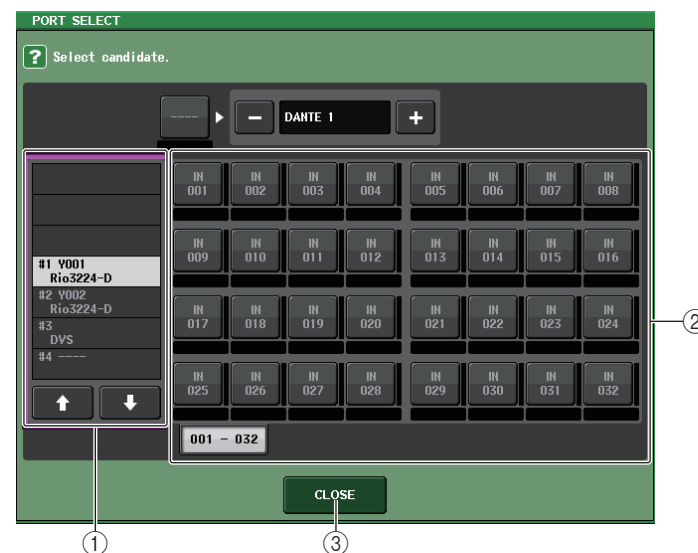 PORT SELECT
? Select candidate.
---- − DANTE 1 +
IN 001 IN 002 IN 003 IN 004 IN 005 IN 006 IN 007 IN 008
IN 009 IN 010 IN 011 IN 012 IN 013 IN 014 IN 015 IN 016
#1 Y001
Rio3224-D
#2 Y002
Rio3224-D
#3
DVS
#4 ----
IN 017 IN 018 IN 019 IN 020 IN 021 IN 022 IN 023 IN 024
IN 025 IN 026 IN 027 IN 028 IN 029 IN 030 IN 031 IN 032
001 - 032
CLOSE
①
②
③